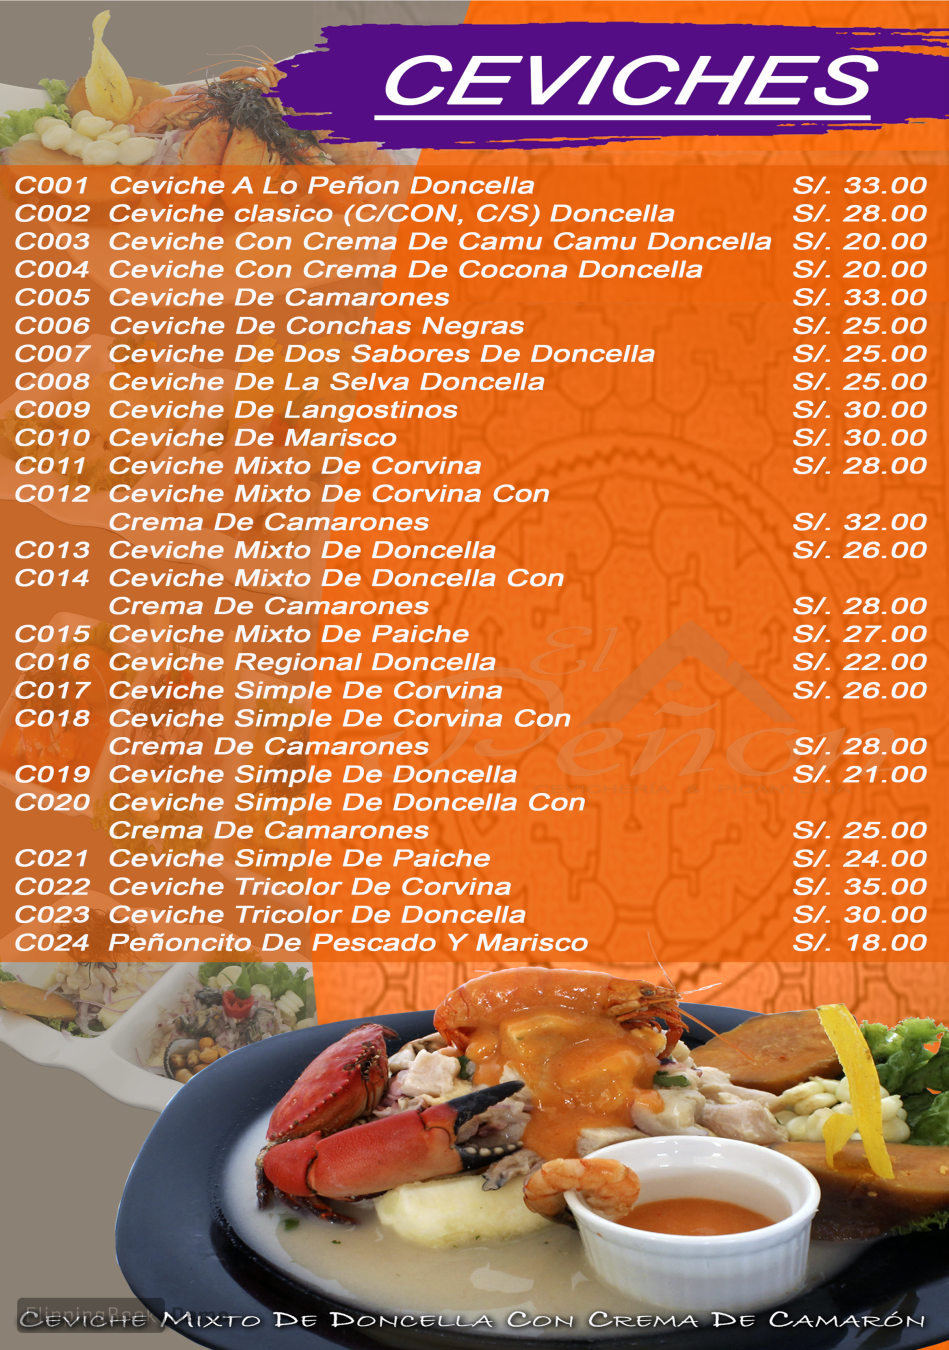 CEVICHES
C001 Ceviche A Lo Peñon Doncella S/. 33.00
C002 Ceviche clasico (C/CON, C/S) Doncella S/. 28.00
C003 Ceviche Con Crema De Camu Camu Doncella S/. 20.00
C004 Ceviche Con Crema De Cocona Doncella S/. 20.00
C005 Ceviche De Camarones S/. 33.00
C006 Ceviche De Conchas Negras S/. 25.00
C007 Ceviche De Dos Sabores De Doncella S/. 25.00
C008 Ceviche De La Selva Doncella S/. 25.00
C009 Ceviche De Langostinos S/. 30.00
C010 Ceviche De Marisco S/. 30.00
C011 Ceviche Mixto De Corvina S/. 28.00
C012 Ceviche Mixto De Corvina Con
Crema De Camarones S/. 32.00
C013 Ceviche Mixto De Doncella S/. 26.00
C014 Ceviche Mixto De Doncella Con
Crema De Camarones S/. 28.00
C015 Ceviche Mixto De Paiche S/. 27.00
C016 Ceviche Regional Doncella S/. 22.00
C017 Ceviche Simple De Corvina S/. 26.00
C018 Ceviche Simple De Corvina Con
Crema De Camarones S/. 28.00
C019 Ceviche Simple De Doncella S/. 21.00
C020 Ceviche Simple De Doncella Con
Crema De Camarones S/. 25.00
C021 Ceviche Simple De Paiche S/. 24.00
C022 Ceviche Tricolor De Corvina S/. 35.00
C023 Ceviche Tricolor De Doncella S/. 30.00
C024 Peñoncito De Pescado Y Marisco S/. 18.00
El
Peñon
FlippingBook Demo
Ceviche Mixto De Doncella Con Crema De Camarón